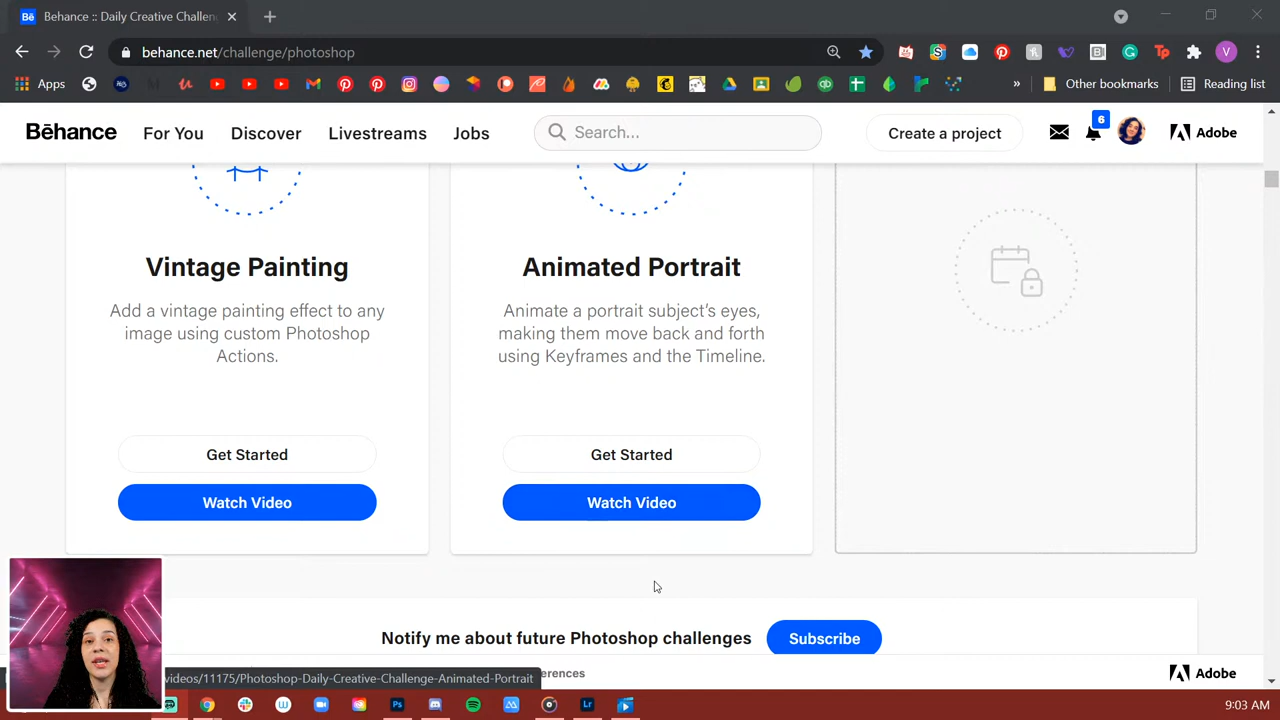 Bē Behance :: Daily Creative Challen
behance.net/challenge/photoshop
V
Apps
» Other bookmarks Reading list
Bēhance For You Discover Livestreams Jobs Search... Create a project 6 Adobe
Vintage Painting
Add a vintage painting effect to any
image using custom Photoshop
Actions.
Get Started
Watch Video
Animated Portrait
Animate a portrait subject's eyes,
making them move back and forth
using Keyframes and the Timeline.
Get Started
Watch Video
Notify me about future Photoshop challenges Subscribe
videos/11175/Photoshop-Daily-Creative-Challenge-Animated-Portrait
erences
Adobe
Ps Lr
9:03 AM